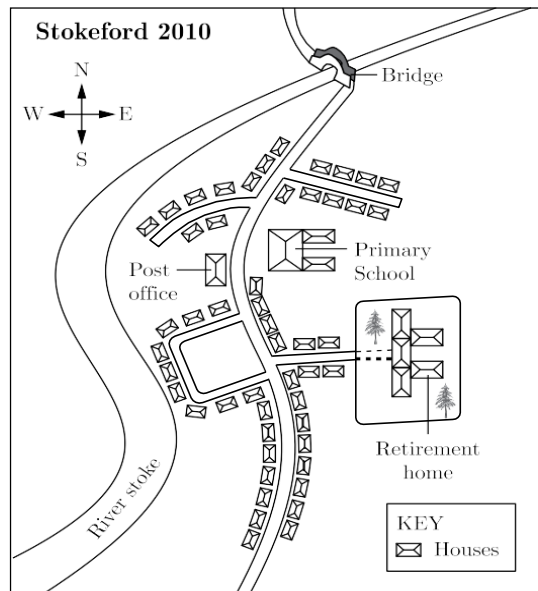 Stokeford 2010
Bridge
N
W E
S
Primary
School
Post
office
Retirement
home
River stoke
KEY
Houses